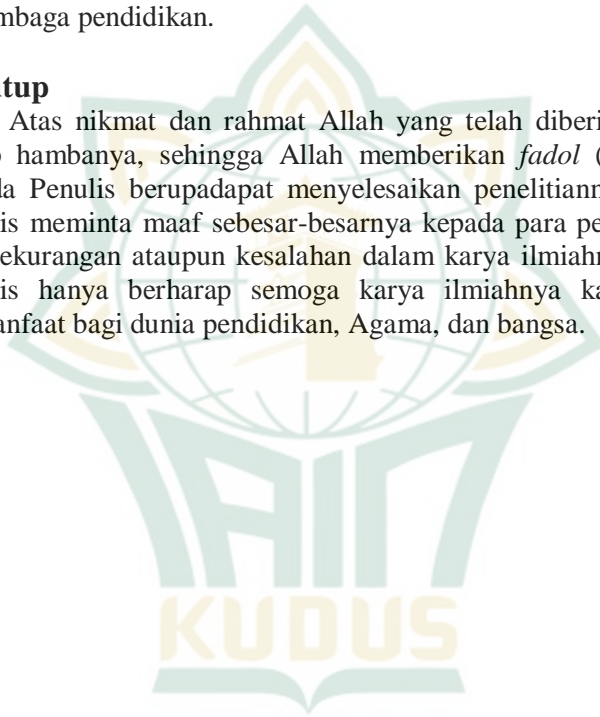 mbaga pendidikan.
tup
Atas nikmat dan rahmat Allah yang telah diberi
hambanya, sehingga Allah memberikan fadol (
da Penulis berupadapat menyelesaikan penelitiann
is meminta maaf sebesar-besarnya kepada para pe
ekurangan ataupun kesalahan dalam karya ilmiahn
is hanya berharap semoga karya ilmiahnya ka
anfaat bagi dunia pendidikan, Agama, dan bangsa.
IAIN
KUDUS